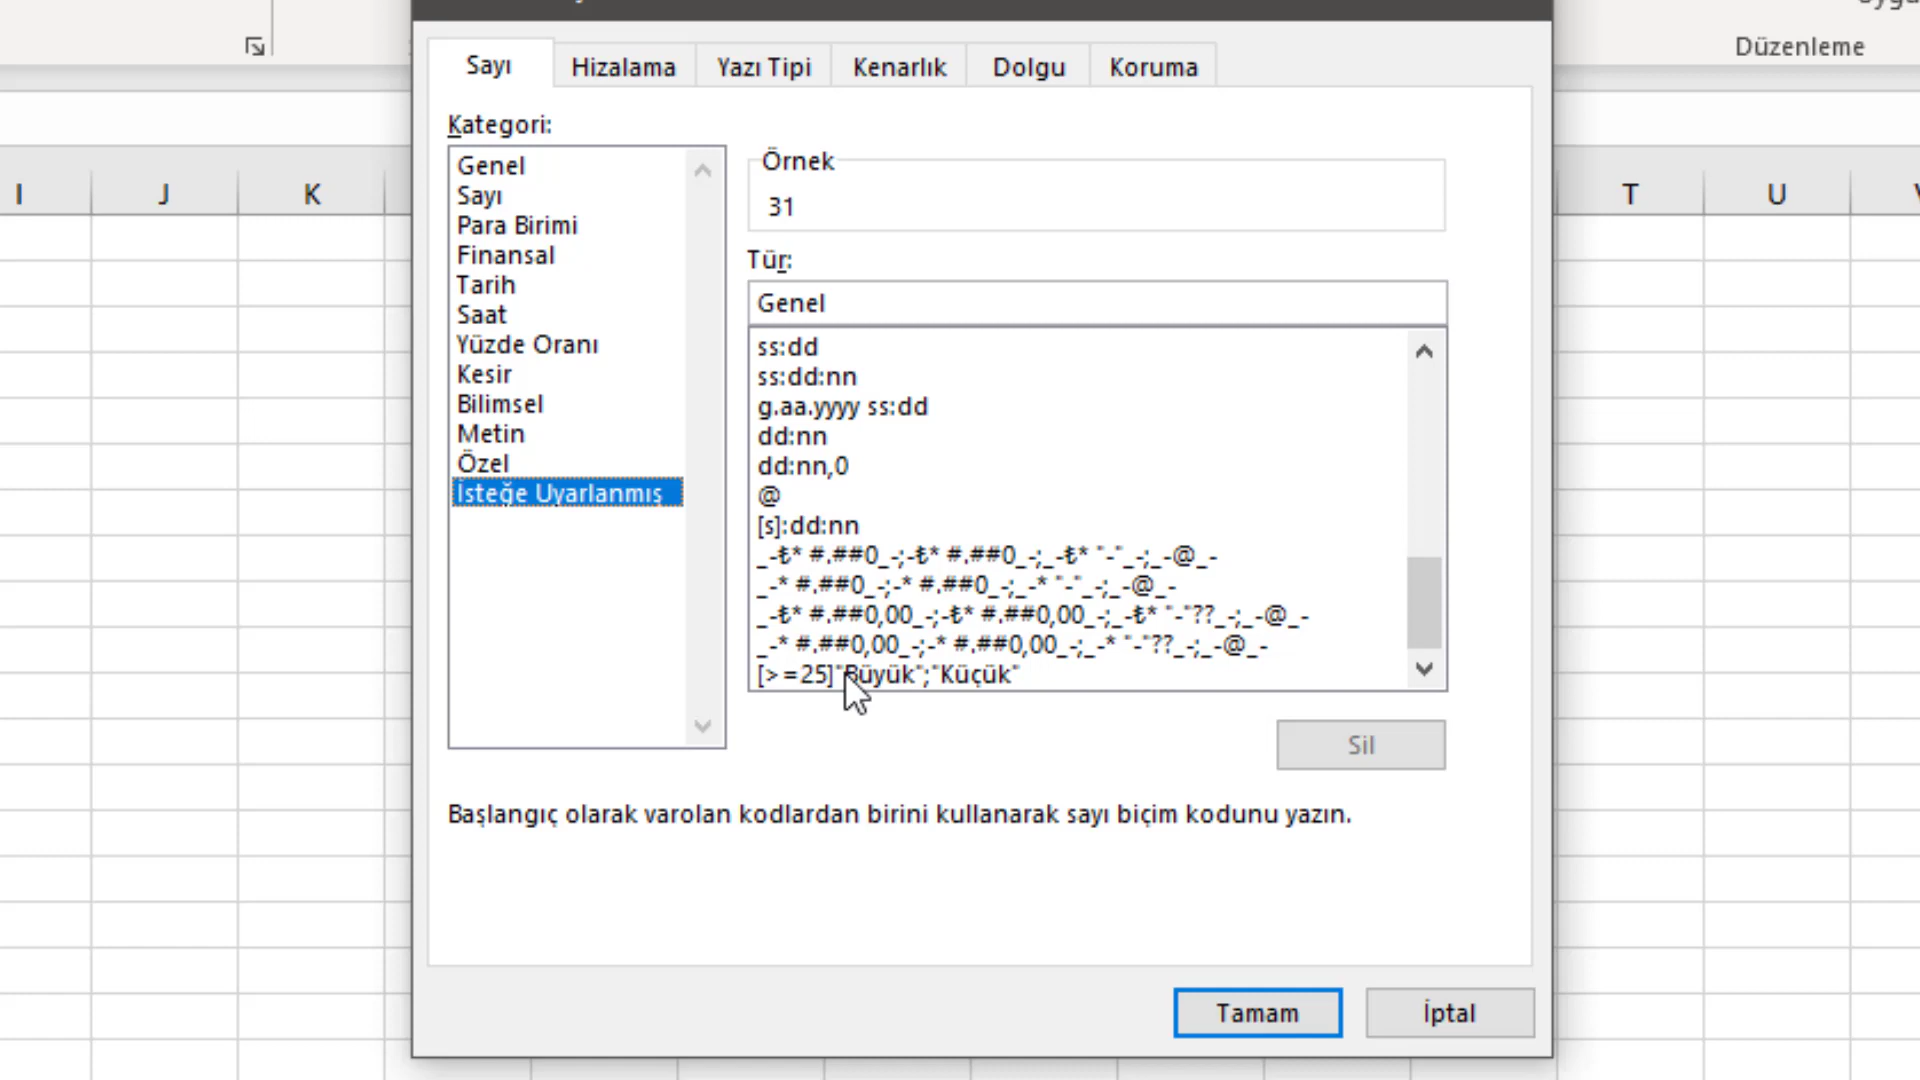 Düzenleme
Sayı
Hizalama
Yazı Tipi
Kenarlık
Dolgu
Koruma
Kategori:
Genel
Sayı
Para Birimi
Finansal
Tarih
Saat
Yüzde Oranı
Kesir
Bilimsel
Metin
Özel
İsteğe Uyarlanmış
Örnek
31
Tür:
Genel
ss:dd
ss:dd:nn
g.aa.yyyy ss:dd
dd:nn
dd:nn,0
@
[s]:dd:nn
_-₺* #.##0_-;-₺* #.##0_-;_-₺* "-"_-;_-@_-
_-* #.##0_-;-* #.##0_-;_-* "-"_-;_-@_-
_-₺* #.##0,00_-;-₺* #.##0,00_-;_-₺* "-"??_-;_-@_-
_-* #.##0,00_-;-* #.##0,00_-;_-* "-"??_-;_-@_-
[>=25]"Büyük";"Küçük"
Sil
Başlangıç olarak varolan kodlardan birini kullanarak sayı biçim kodunu yazın.
Tamam
İptal
I
J
K
T
U